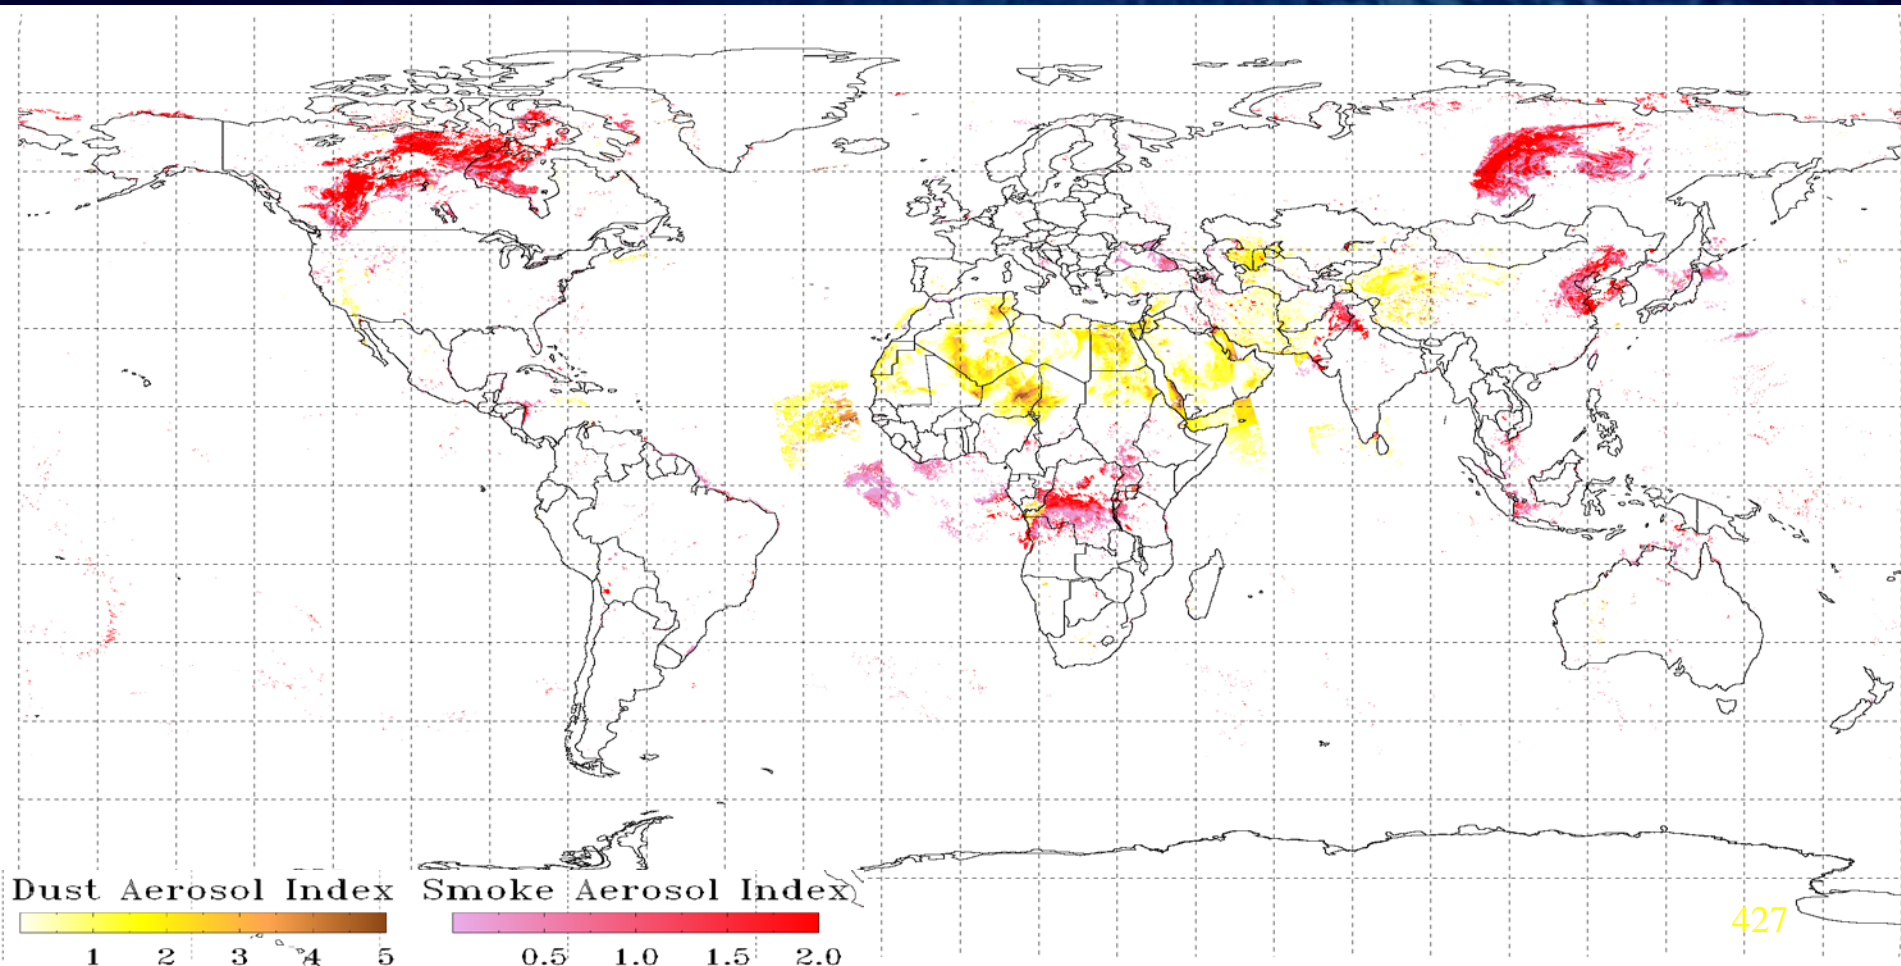 Dust Aerosol Index
1 2 3 4 5
Smoke Aerosol Index
0.5 1.0 1.5 2.0
427